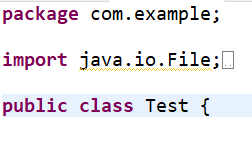 package com.example;
import java.io.File;
public class Test {